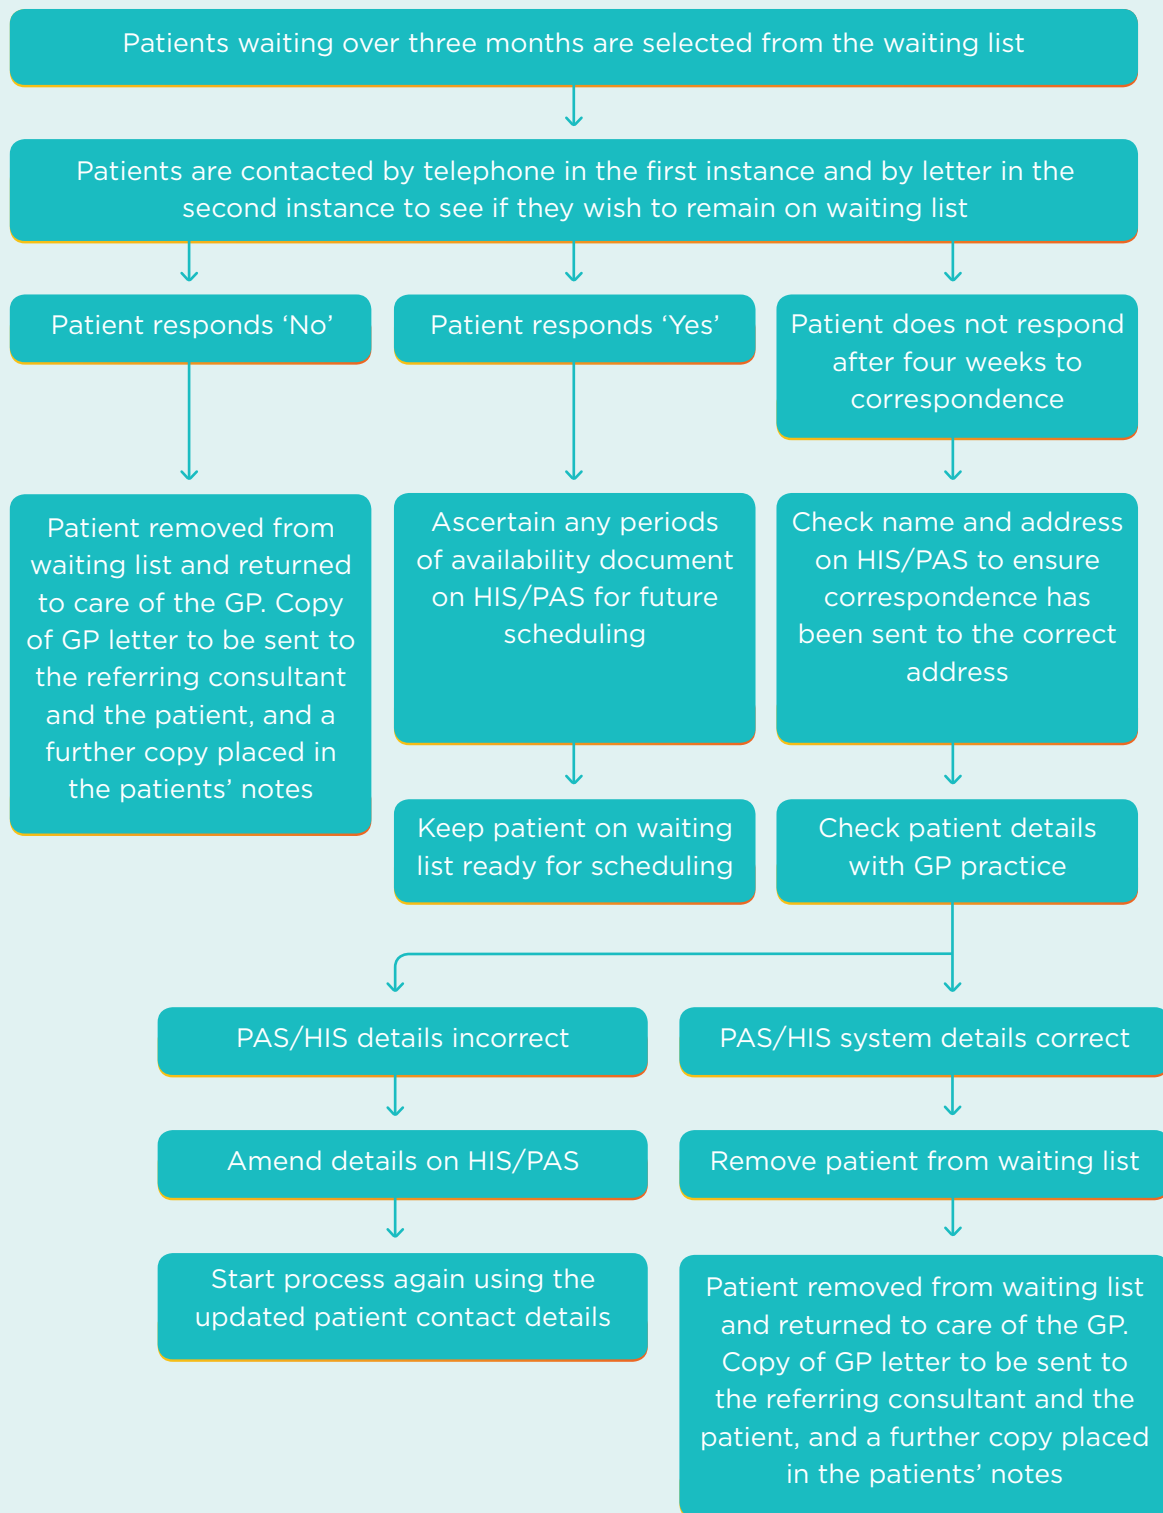 Patients waiting over three months are selected from the waiting list
Patients are contacted by telephone in the first instance and by letter in the
second instance to see if they wish to remain on waiting list
Patient responds ‘No’
Patient responds ‘Yes’
Patient does not respond
after four weeks to
correspondence
Patient removed from
waiting list and returned
to care of the GP. Copy
of GP letter to be sent to
the referring consultant
and the patient, and a
further copy placed in
the patients’ notes
Ascertain any periods
of availability document
on HIS/PAS for future
scheduling
Check name and address
on HIS/PAS to ensure
correspondence has
been sent to the correct
address
Keep patient on waiting
list ready for scheduling
Check patient details
with GP practice
PAS/HIS details incorrect
PAS/HIS system details correct
Amend details on HIS/PAS
Remove patient from waiting list
Start process again using the
updated patient contact details
Patient removed from waiting list
and returned to care of the GP.
Copy of GP letter to be sent to
the referring consultant and the
patient, and a further copy placed
in the patients’ notes